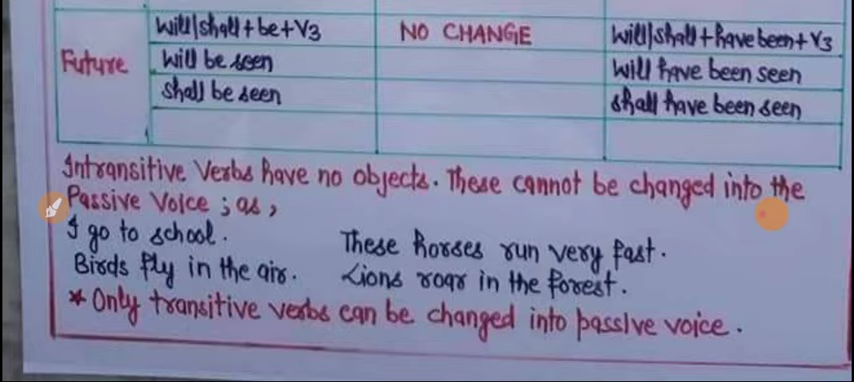 will/shall + be + V3 NO CHANGE will/shall + have been + V3
Future will be seen will have been seen
shall be seen shall have been seen
Intransitive Verbs have no objects. These cannot be changed into the
Passive Voice ; as ,
I go to school. These horses run very fast.
Birds fly in the air. Lions roar in the forest.
* Only transitive verbs can be changed into passive voice.